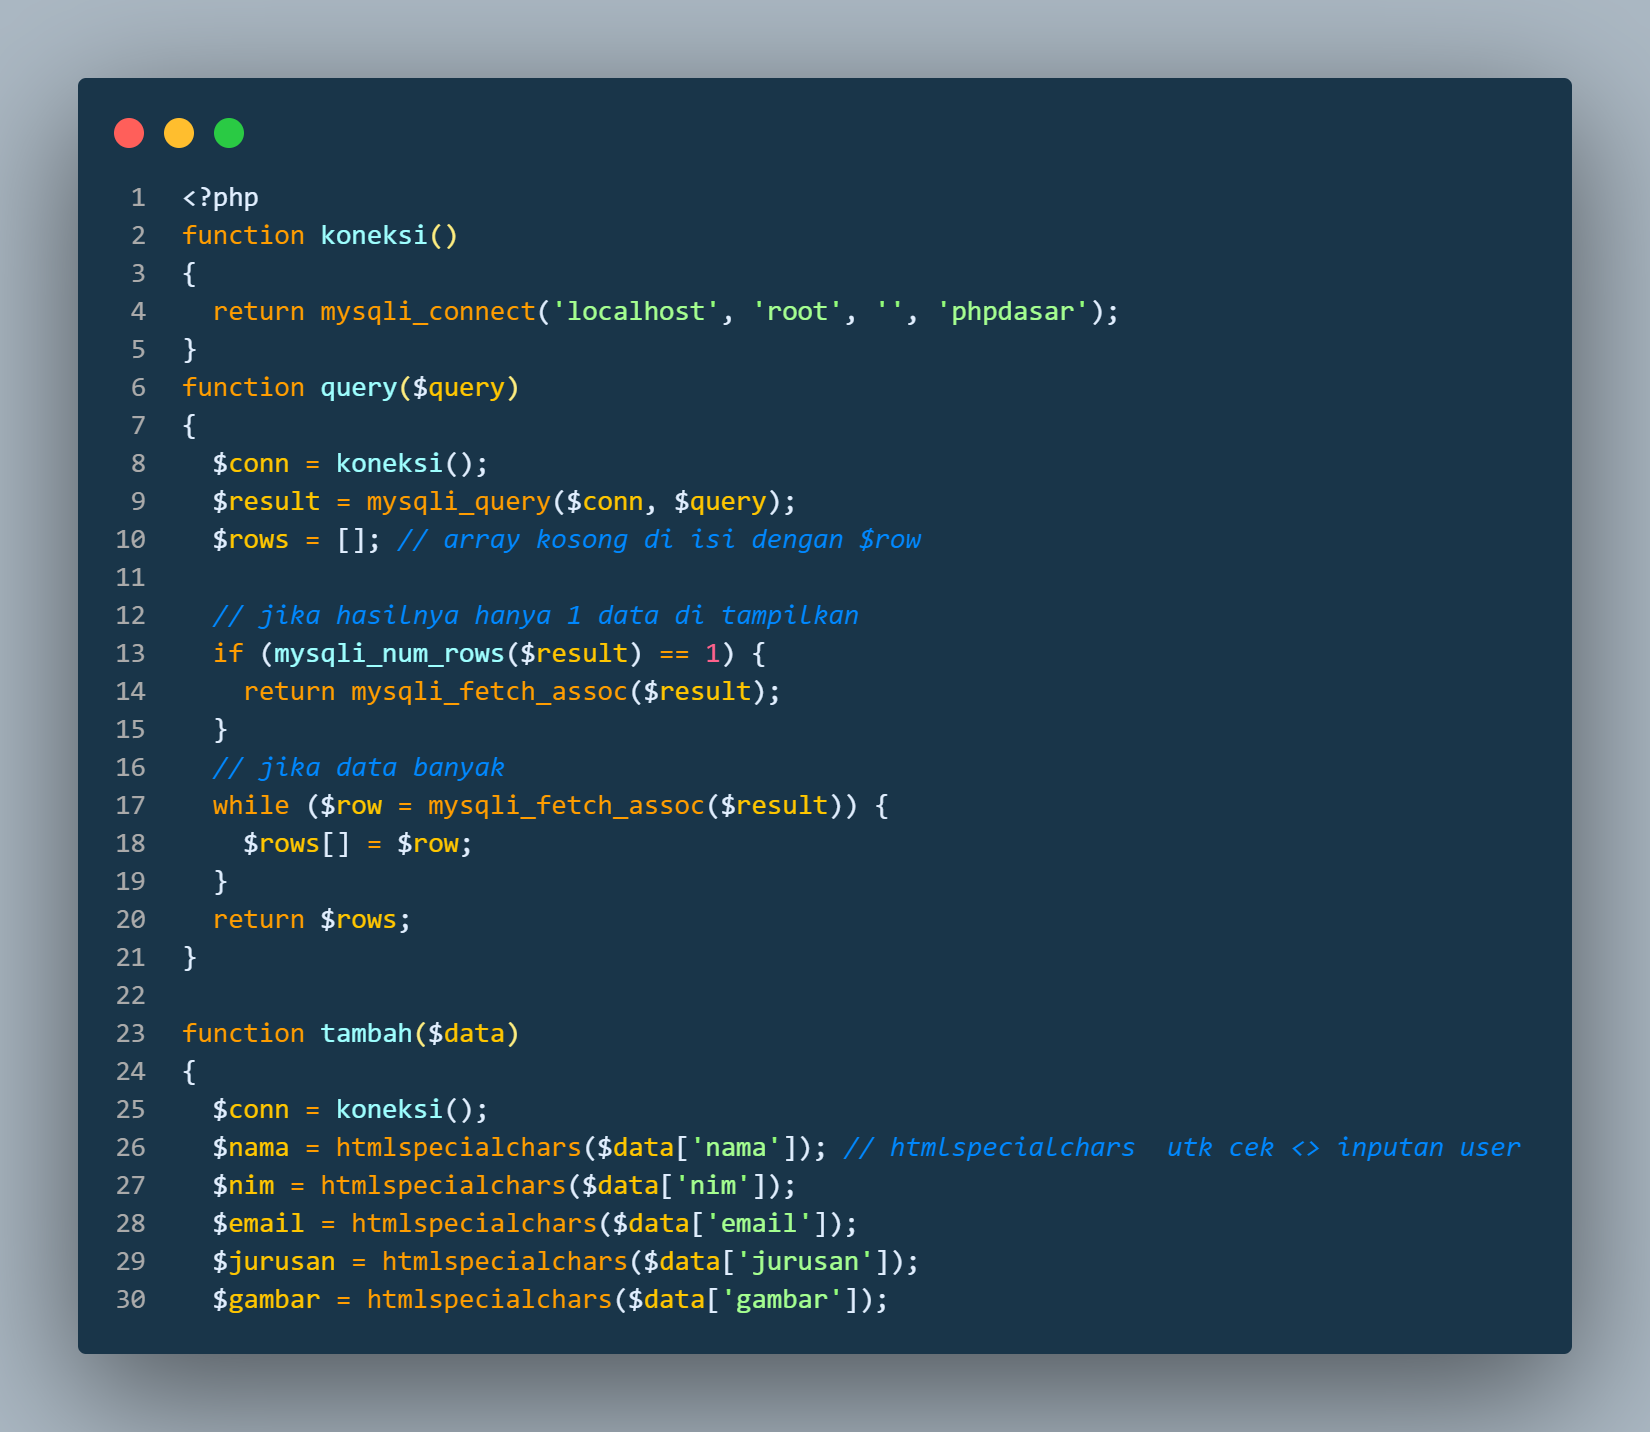 1 <?php
2 function koneksi()
3 {
4   return mysqli_connect('localhost', 'root', '', 'phpdasar');
5 }
6 function query($query)
7 {
8   $conn = koneksi();
9   $result = mysqli_query($conn, $query);
10   $rows = []; // array kosong di isi dengan $row
11
12   // jika hasilnya hanya 1 data di tampilkan
13   if (mysqli_num_rows($result) == 1) {
14     return mysqli_fetch_assoc($result);
15   }
16   // jika data banyak
17   while ($row = mysqli_fetch_assoc($result)) {
18     $rows[] = $row;
19   }
20   return $rows;
21 }
22
23 function tambah($data)
24 {
25   $conn = koneksi();
26   $nama = htmlspecialchars($data['nama']); // htmlspecialchars  utk cek <> inputan user
27   $nim = htmlspecialchars($data['nim']);
28   $email = htmlspecialchars($data['email']);
29   $jurusan = htmlspecialchars($data['jurusan']);
30   $gambar = htmlspecialchars($data['gambar']);